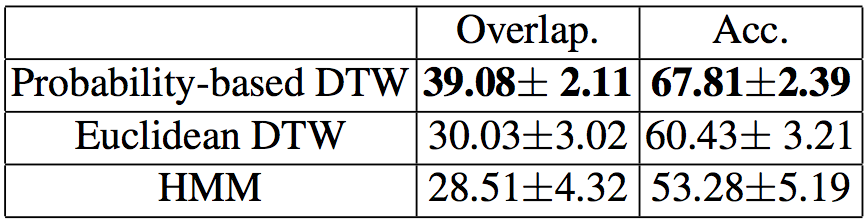 Overlap. Acc.
Probability-based DTW 39.08± 2.11 67.81±2.39
Euclidean DTW 30.03±3.02 60.43± 3.21
HMM 28.51±4.32 53.28±5.19